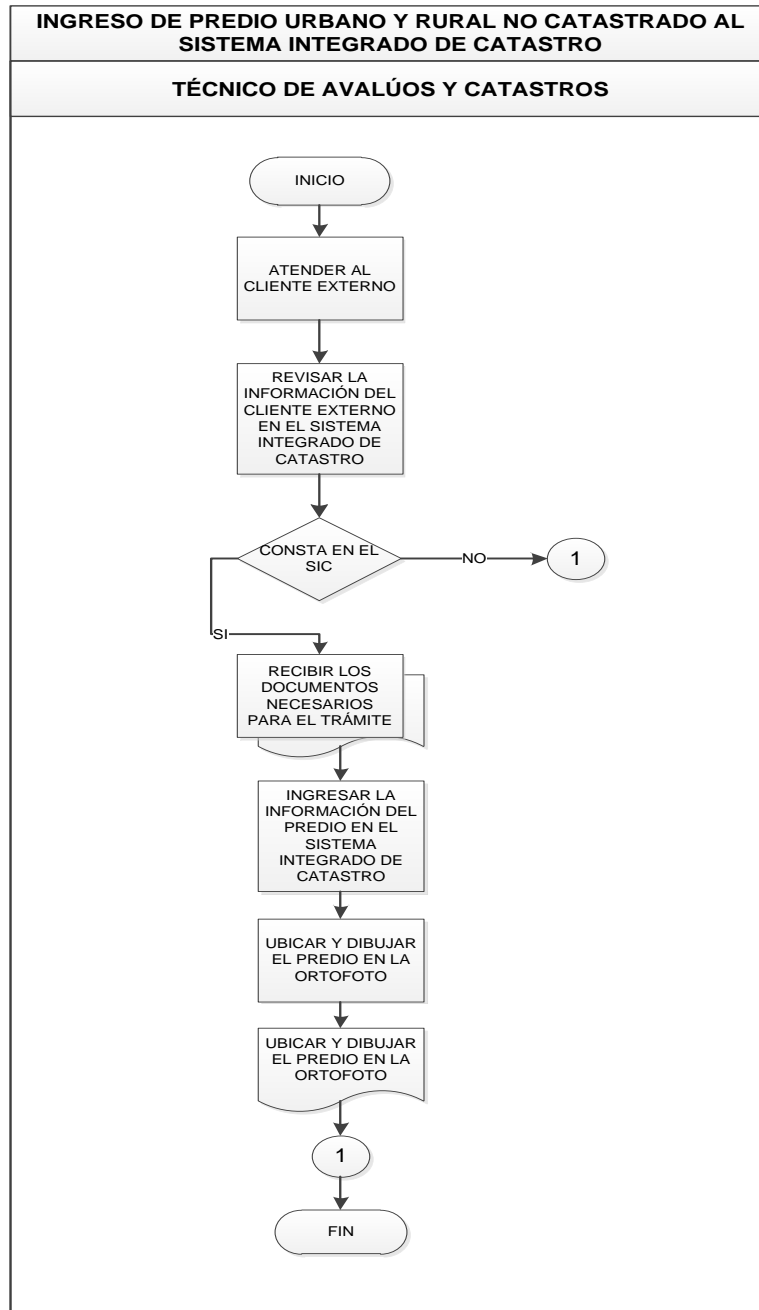 INGRESO DE PREDIO URBANO Y RURAL NO CATASTRADO AL
SISTEMA INTEGRADO DE CATASTRO
TÉCNICO DE AVALÚOS Y CATASTROS
INICIO
ATENDER AL
CLIENTE EXTERNO
REVISAR LA
INFORMACIÓN DEL
CLIENTE EXTERNO
EN EL SISTEMA
INTEGRADO DE
CATASTRO
CONSTA EN EL
SIC
NO
1
SI
RECIBIR LOS
DOCUMENTOS
NECESARIOS
PARA EL TRÁMITE
INGRESAR LA
INFORMACIÓN DEL
PREDIO EN EL
SISTEMA
INTEGRADO DE
CATASTRO
UBICAR Y DIBUJAR
EL PREDIO EN LA
ORTOFOTO
UBICAR Y DIBUJAR
EL PREDIO EN LA
ORTOFOTO
1
FIN